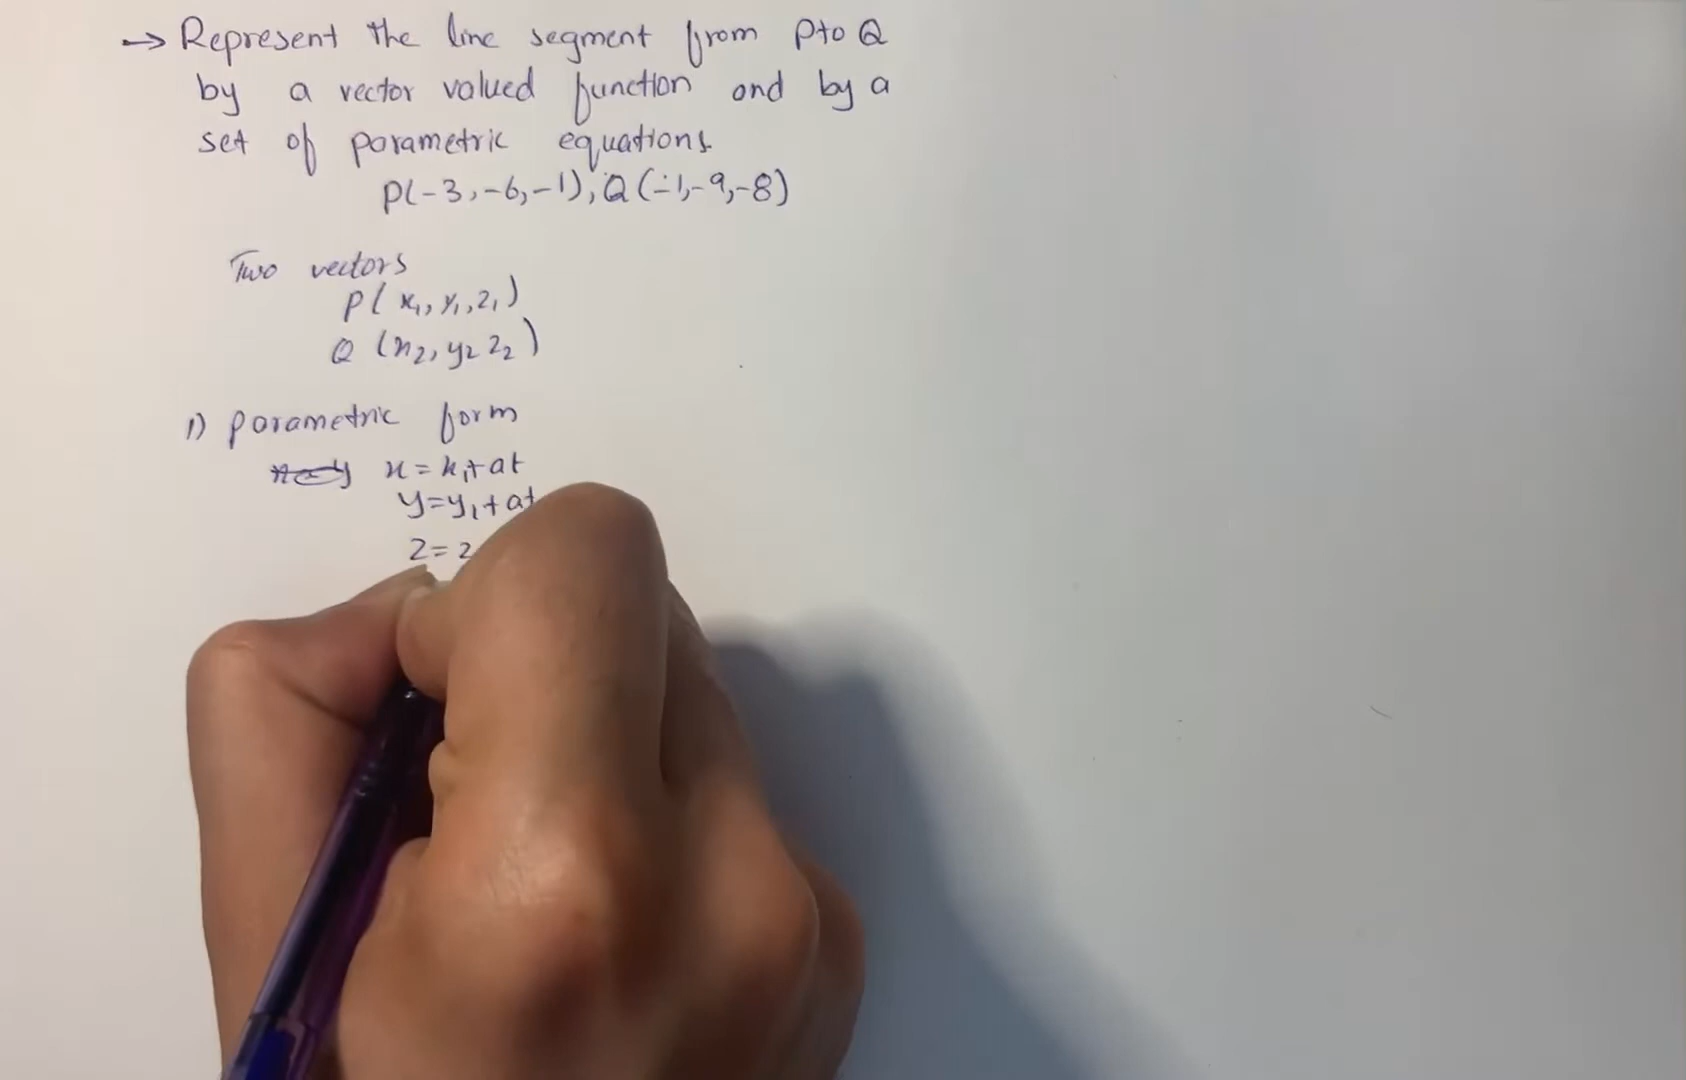 → Represent the line segment from P to Q
by a vector valued function and by a
set of parametric equations.
P(-3, -6, -1), Q(-1, -9, -8)
Two vectors
P(x₁, y₁, z₁)
Q (x₂, y₂ z₂)
1) parametric form
x = x₁ + at
y = y₁ + at
z = z